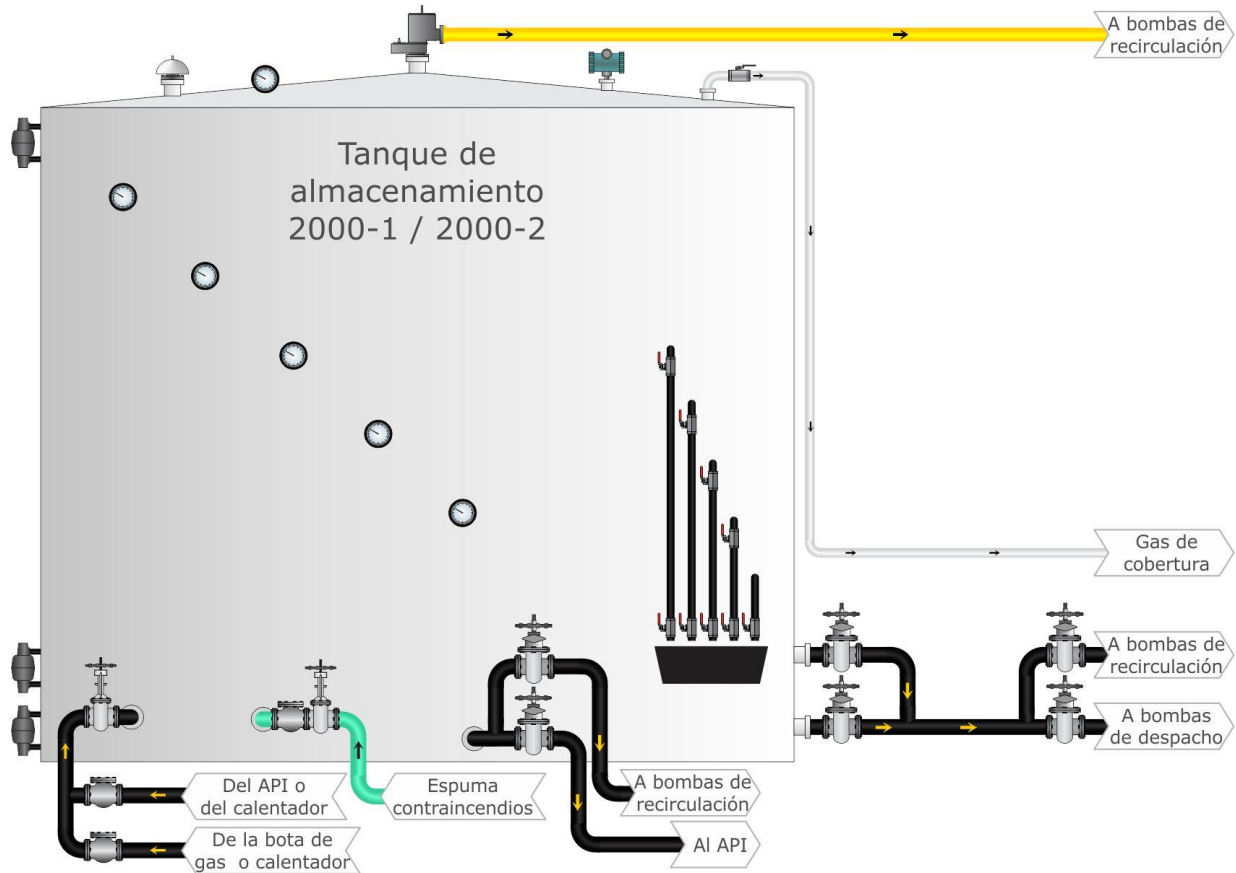 A bombas de
recirculación
Tanque de
almacenamiento
2000-1 / 2000-2
Gas de
cobertura
A bombas de
recirculación
A bombas
de despacho
Del API o
del calentador
Espuma
contraincendios
A bombas de
recirculación
De la bota de
gas o calentador
Al API